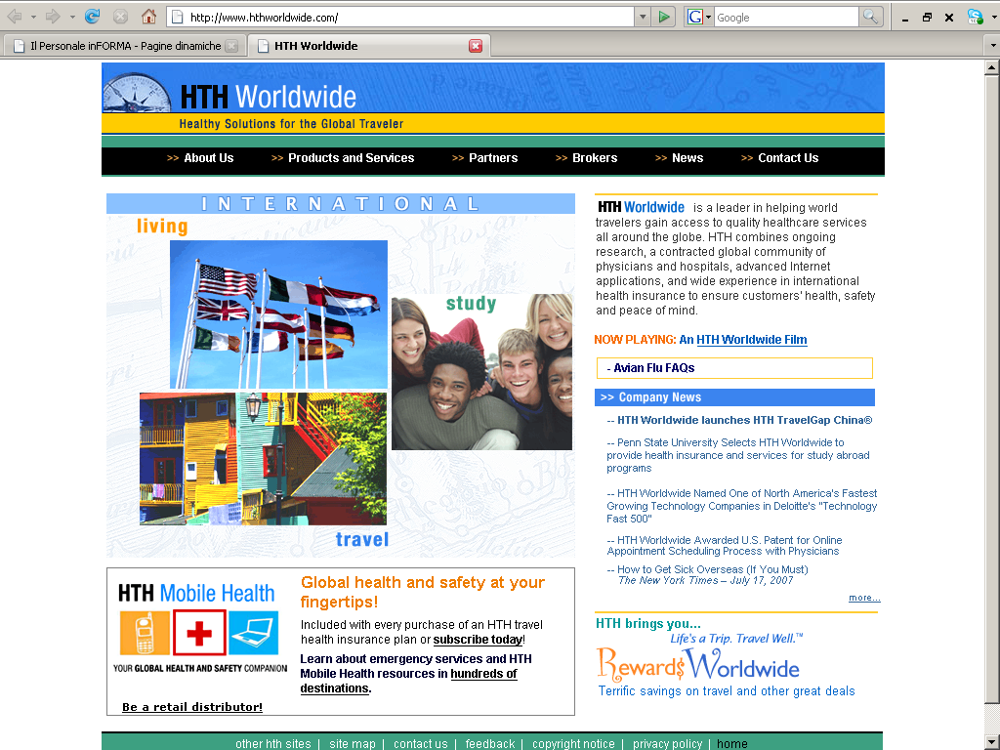 http://www.hthworldwide.com/
G Google
Il Personale inFORMA - Pagine dinamiche
HTH Worldwide
HTH Worldwide
Healthy Solutions for the Global Traveler
>> About Us >> Products and Services >> Partners >> Brokers >> News >> Contact Us
INTERNATIONAL
living
study
travel
HTH Worldwide is a leader in helping world
travelers gain access to quality healthcare services
all around the globe. HTH combines ongoing
research, a contracted global community of
physicians and hospitals, advanced Internet
applications, and wide experience in international
health insurance to ensure customers' health, safety
and peace of mind.
NOW PLAYING: An HTH Worldwide Film
- Avian Flu FAQs
>> Company News
-- HTH Worldwide launches HTH TravelGap China®
-- Penn State University Selects HTH Worldwide to
provide health insurance and services for study abroad
programs
-- HTH Worldwide Named One of North America's Fastest
Growing Technology Companies in Deloitte's "Technology
Fast 500"
-- HTH Worldwide Awarded U.S. Patent for Online
Appointment Scheduling Process with Physicians
-- How to Get Sick Overseas (If You Must)
The New York Times – July 17, 2007
more...
HTH Mobile Health
YOUR GLOBAL HEALTH AND SAFETY COMPANION
Be a retail distributor!
Global health and safety at your
fingertips!
Included with every purchase of an HTH travel
health insurance plan or subscribe today!
Learn about emergency services and HTH
Mobile Health resources in hundreds of
destinations.
HTH brings you...
Life's a Trip. Travel Well.™
Reward$ Worldwide
Terrific savings on travel and other great deals
other hth sites | site map | contact us | feedback | copyright notice | privacy policy | home